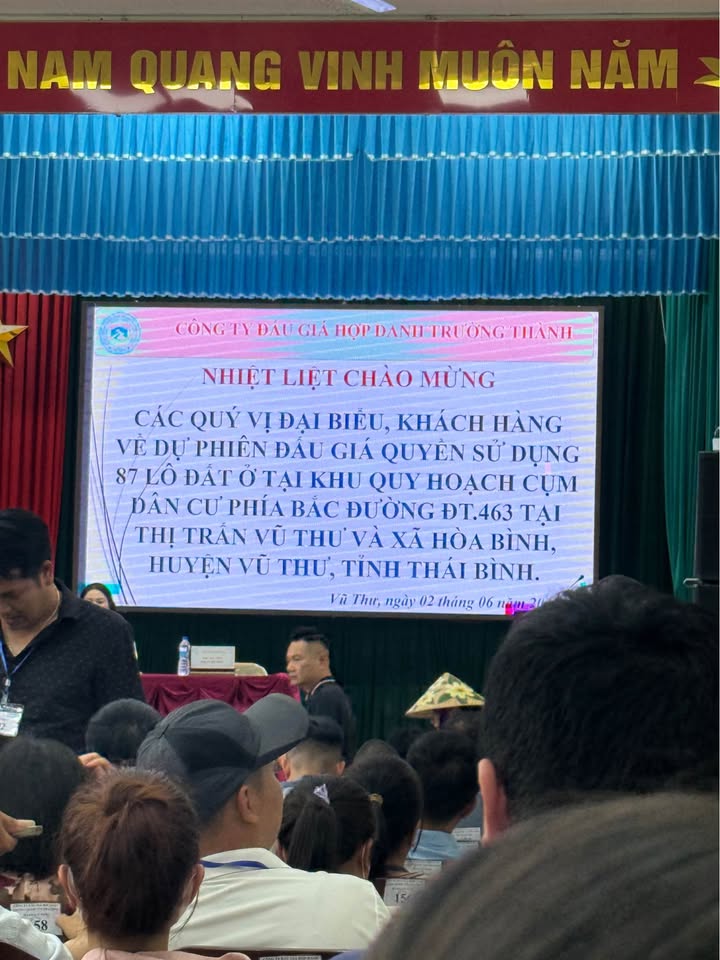 NAM QUANG VINH MUÔN NĂM
CÔNG TY ĐẤU GIÁ HỢP DANH TRƯỜNG THÀNH
NHIỆT LIỆT CHÀO MỪNG
CÁC QUÝ VỊ ĐẠI BIỂU, KHÁCH HÀNG
VỀ DỰ PHIÊN ĐẤU GIÁ QUYỀN SỬ DỤNG
87 LÔ ĐẤT Ở TẠI KHU QUY HOẠCH CỤM
DÂN CƯ PHÍA BẮC ĐƯỜNG ĐT.463 TẠI
THỊ TRẤN VŨ THƯ VÀ XÃ HÒA BÌNH,
HUYỆN VŨ THƯ, TỈNH THÁI BÌNH.
Vũ Thư, ngày 02 tháng 06 năm
58